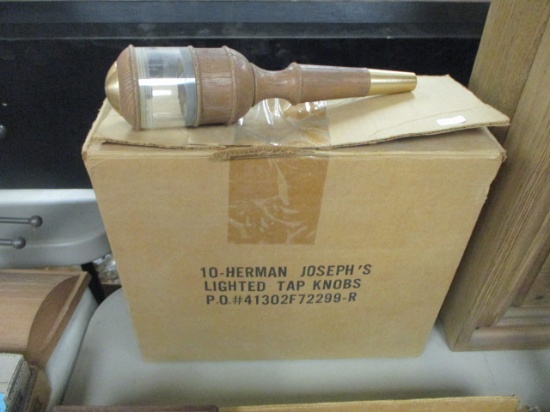 10-HERMAN JOSEPH'S
LIGHTED TAP KNOBS
P.O.#41302F72299-R